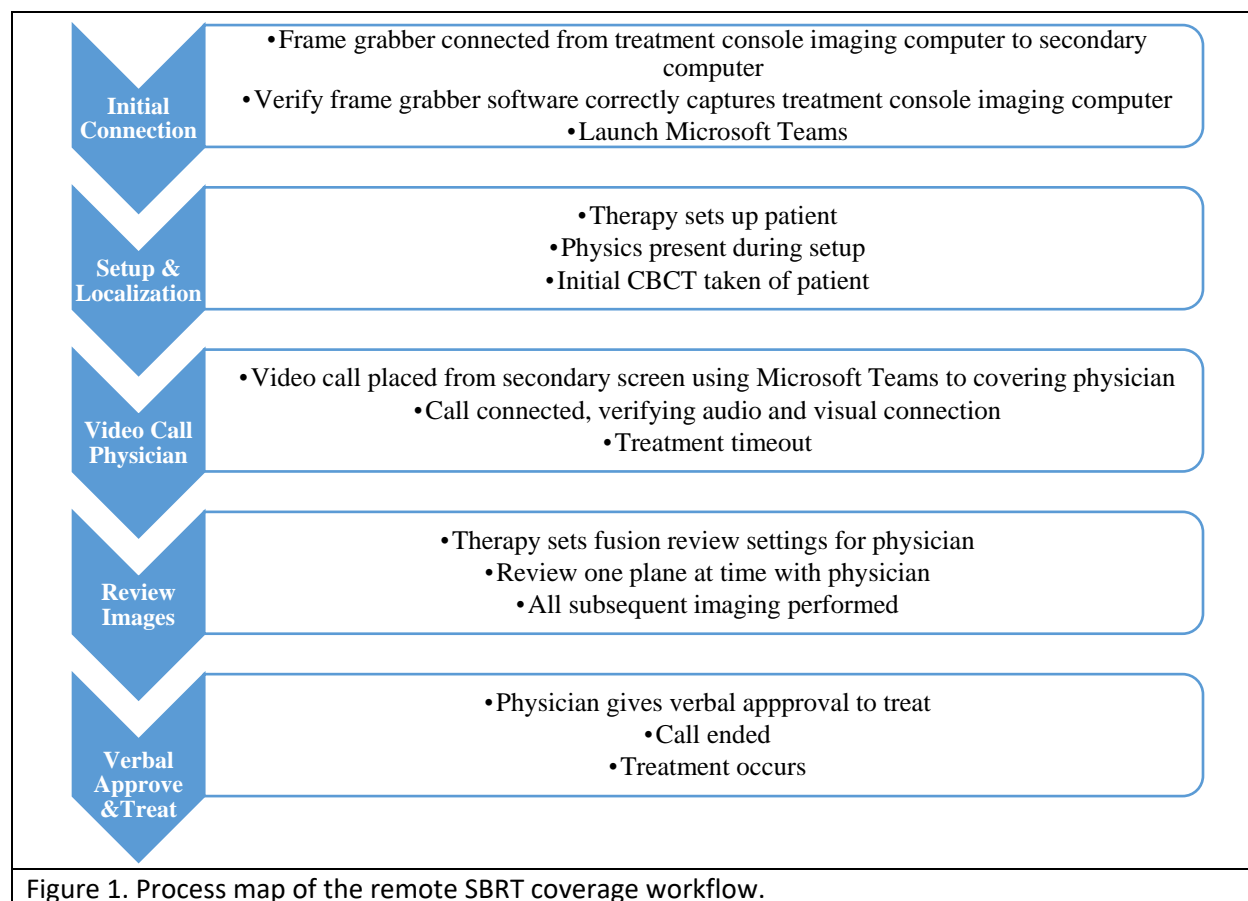 Initial
Connection
•Frame grabber connected from treatment console imaging computer to secondary
computer
•Verify frame grabber software correctly captures treatment console imaging computer
•Launch Microsoft Teams
Setup &
Localization
•Therapy sets up patient
•Physics present during setup
•Initial CBCT taken of patient
Video Call
Physician
•Video call placed from secondary screen using Microsoft Teams to covering physician
•Call connected, verifying audio and visual connection
•Treatment timeout
Review
Images
•Therapy sets fusion review settings for physician
•Review one plane at time with physician
•All subsequent imaging performed
Verbal
Approve
&Treat
•Physician gives verbal appproval to treat
•Call ended
•Treatment occurs
Figure 1. Process map of the remote SBRT coverage workflow.